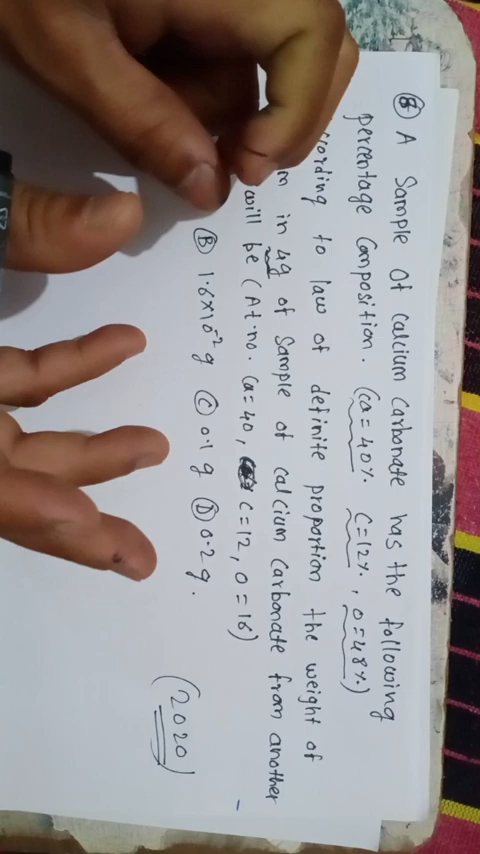 ⑧ A Sample Of calcium carbonate has the following
percentage Composition. (Ca = 40%. C=12%, O=48%.)
cording to law of definite proportion the weight of
m in 4g of Sample of calcium Carbonate from another
will be (At.no. Ca=40, C=12, O=16)
Ⓑ 1.6x10⁻² g Ⓒ 0.1 g Ⓓ 0.2 g.
(2020)